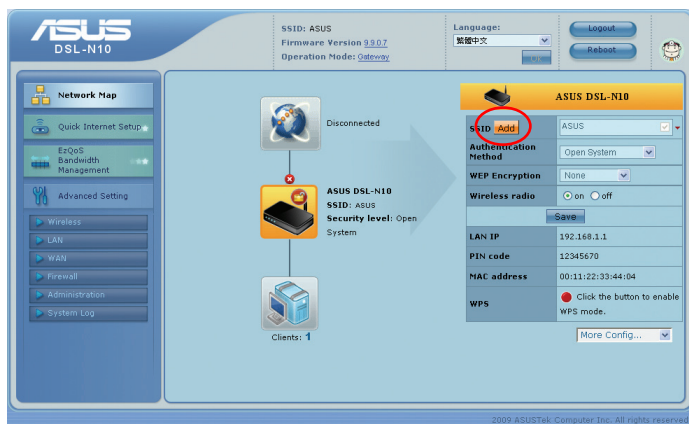 ASUS
DSL-N10
SSID: ASUS
Firmware Version 9.9.0.7
Operation Mode: Gateway
Language:
繁體中文
Logout
Reboot
Network Map
Quick Internet Setup
EzQoS
Bandwidth
Management
Advanced Setting
Wireless
LAN
WAN
Firewall
Administration
System Log
Disconnected
ASUS DSL-N10
SSID: ASUS
Security level: Open
System
Clients: 1
ASUS DSL-N10
SSID Add ASUS
Authentication
Method
Open System
WEP Encryption None
Wireless radio on off
Save
LAN IP 192.168.1.1
PIN code 12345670
MAC address 00:11:22:33:44:04
WPS
Click the button to enable
WPS mode.
More Config...
2009 ASUSTek Computer Inc. All rights reserved